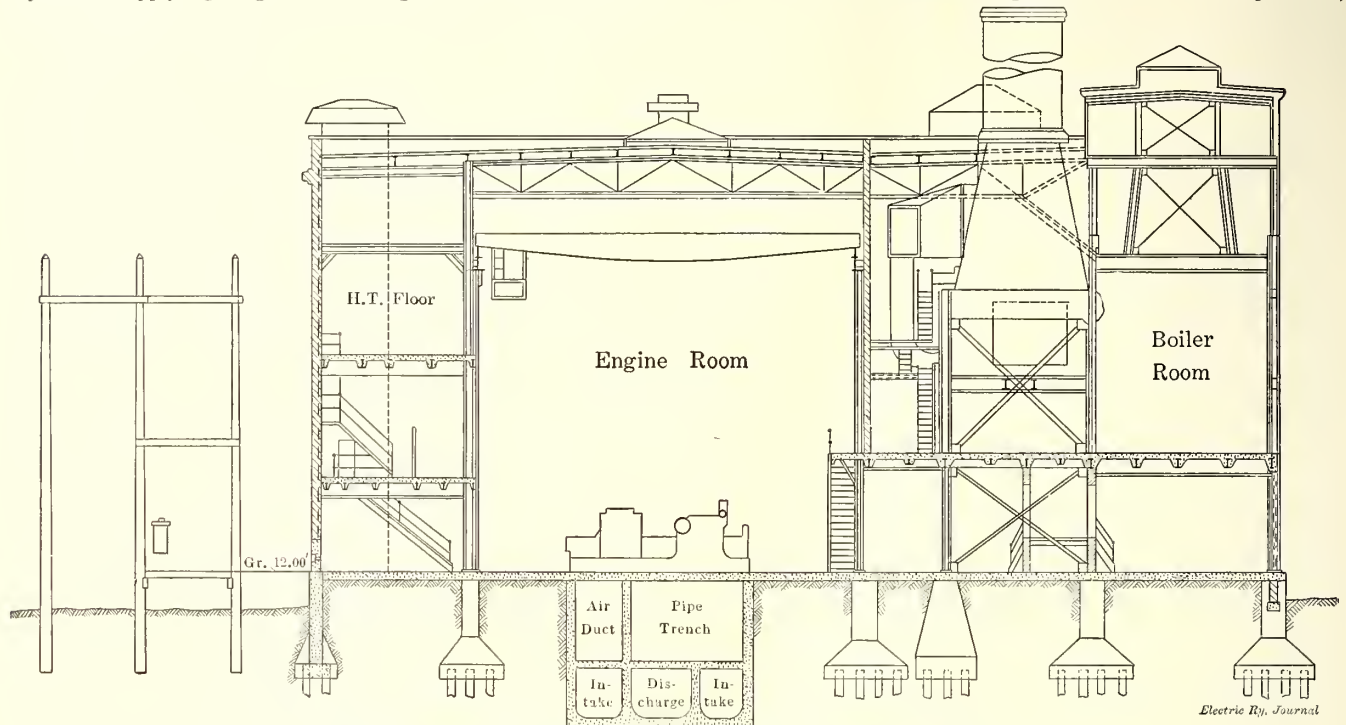 H.T. Floor
Engine Room
Boiler
Room
Gr. 12.00'
Air
Duct
Pipe
Trench
In-
take
Dis-
charge
In-
take
Electric Ry. Journal